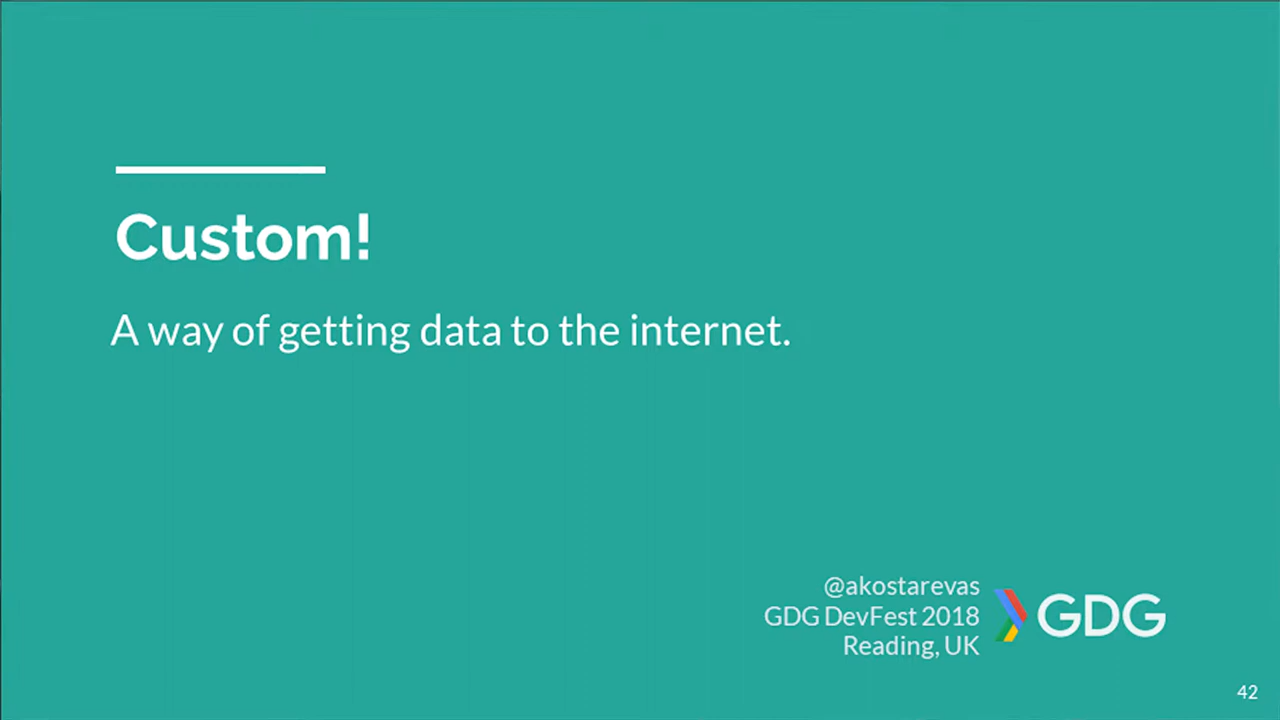 Custom!
A way of getting data to the internet.
@akostarevas
GDG DevFest 2018
Reading, UK
GDG
42